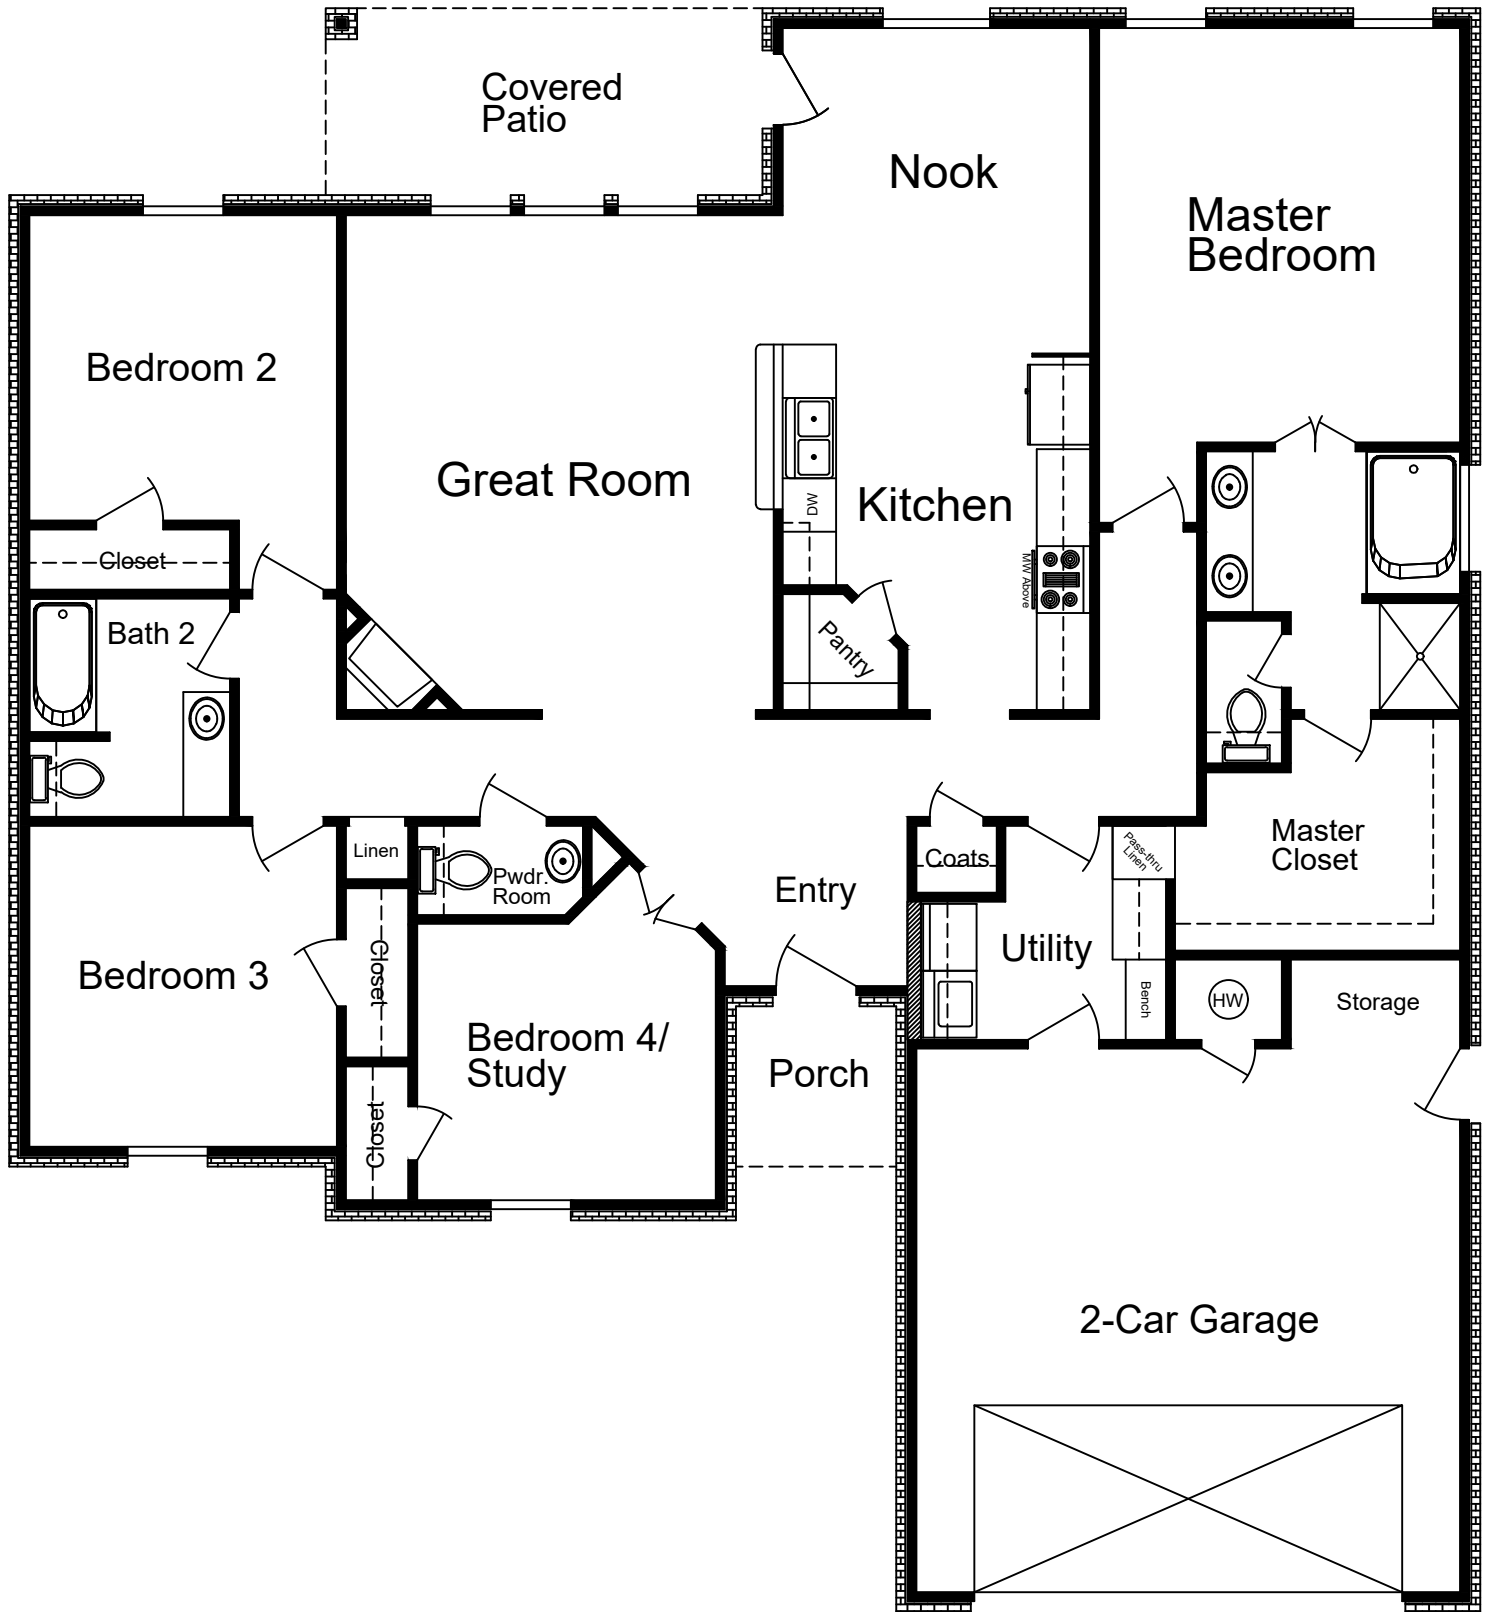 Covered
Patio
Nook
Master
Bedroom
Bedroom 2
Great Room
Kitchen
DW
MW Above
Closet
Bath 2
Pantry
Linen
Pwdr.
Room
Coats
Pass-thru
Linen
Master
Closet
Entry
Utility
Bedroom 3
Closet
Bench
HW
Storage
Bedroom 4/
Study
Porch
Closet
2-Car Garage